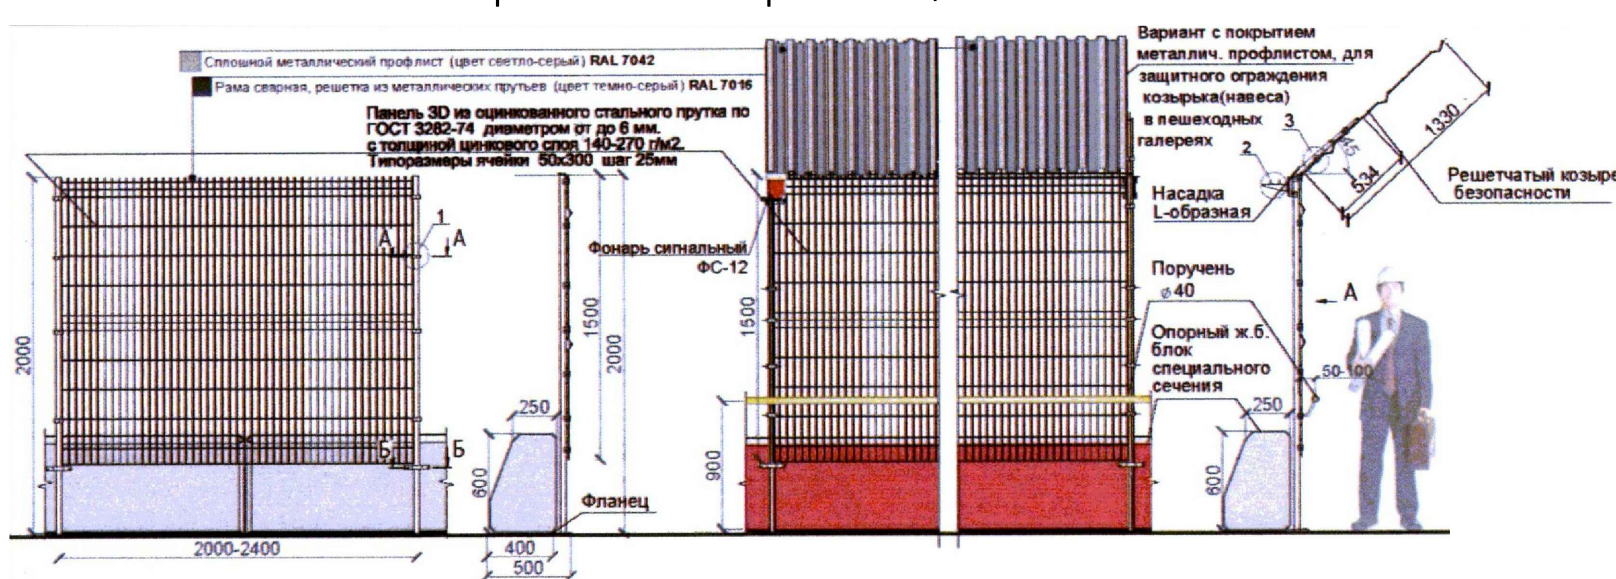 Сплошной металлический профлист (цвет светло-серый) RAL 7042
Рама сварная, решетка из металлических прутьев (цвет темно-серый) RAL 7016
Панель 3D из оцинкованного стального прутка по
ГОСТ 3282-74 диаметром от до 6 мм.
с толщиной цинкового слоя 140-270 г/м2.
Типоразмеры ячейки 50х300 шаг 25мм
Вариант с покрытием
металлич. профлистом, для
защитного ограждения
козырька(навеса)
в пешеходных
галереях
3
2
45
1330
534
Решетчатый козыре
безопасности
Насадка
L-образная
1
А
А
Фонарь сигнальный
ФС-12
Поручень
⌀40
А
Опорный ж.б.
блок
специального
сечения
2000
1500
2000
1500
50-100
250
250
Б
Б
600
900
600
Фланец
2000-2400
400
500